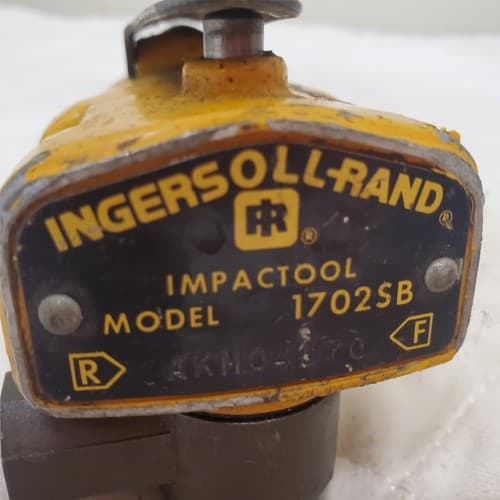 INGERSOLL-RAND®
IR ®
IMPACTOOL
MODEL 1702SB
R F